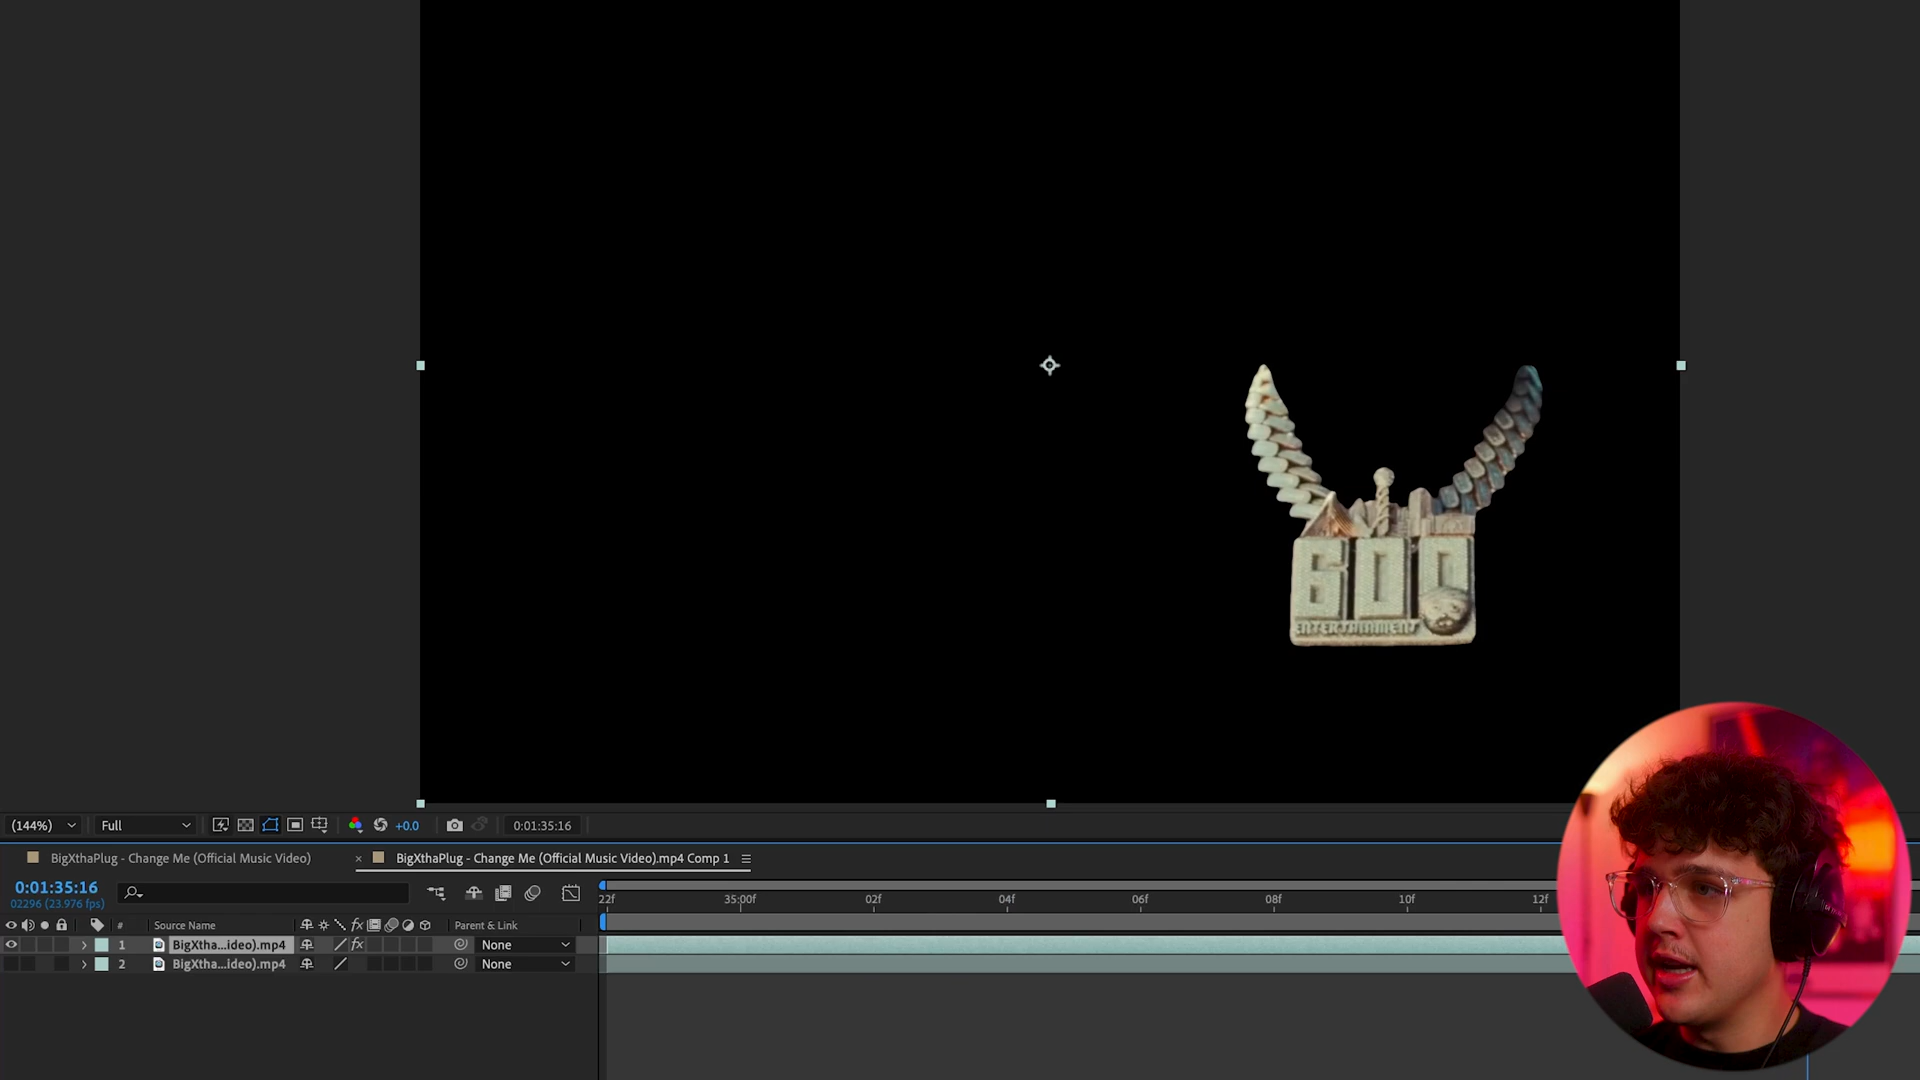 600
ENTERTAINMENT
(144%) Full +0.0 0:01:35:16
BigXthaPlug - Change Me (Official Music Video) × BigXthaPlug - Change Me (Official Music Video).mp4 Comp 1
0:01:35:16
02296 (23.976 fps)
22f 35:00f 02f 04f 06f 08f 10f 12f
# Source Name fx Parent & Link
1 BigXtha...ideo).mp4 fx None
2 BigXtha...ideo).mp4 None